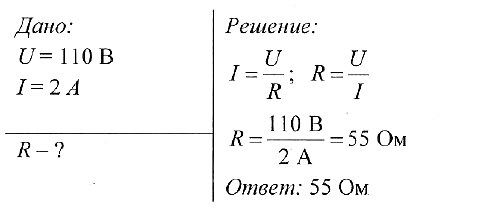 Дано:
U = 110 В
I = 2 А
R – ?
Решение:
I = U/R ; R = U/I
R = 110 В / 2 А = 55 Ом
Ответ: 55 Ом